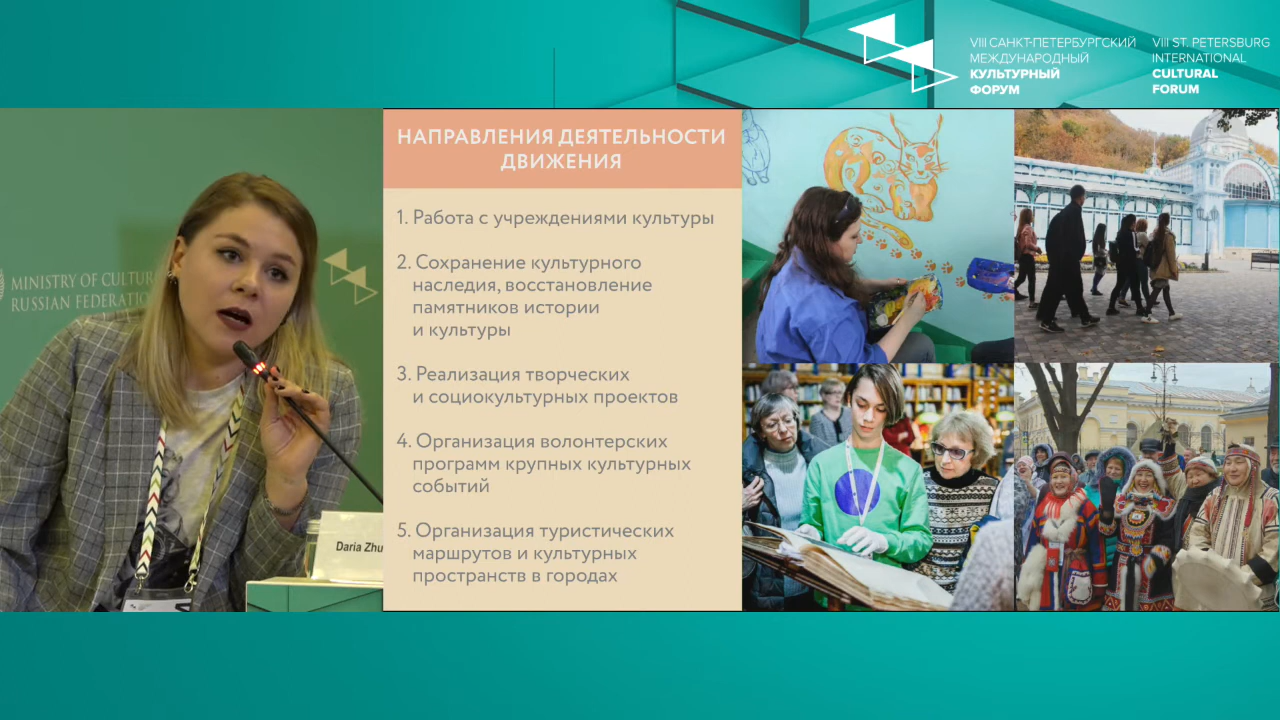 VIII САНКТ-ПЕТЕРБУРГСКИЙ
МЕЖДУНАРОДНЫЙ
КУЛЬТУРНЫЙ
ФОРУМ
VIII ST. PETERSBURG
INTERNATIONAL
CULTURAL
FORUM
MINISTRY OF CULTURE
RUSSIAN FEDERATIO
Daria Zhu
НАПРАВЛЕНИЯ ДЕЯТЕЛЬНОСТИ
ДВИЖЕНИЯ
1. Работа с учреждениями культуры
2. Сохранение культурного
наследия, восстановление
памятников истории
и культуры
3. Реализация творческих
и социокультурных проектов
4. Организация волонтерских
программ крупных культурных
событий
5. Организация туристических
маршрутов и культурных
пространств в городах